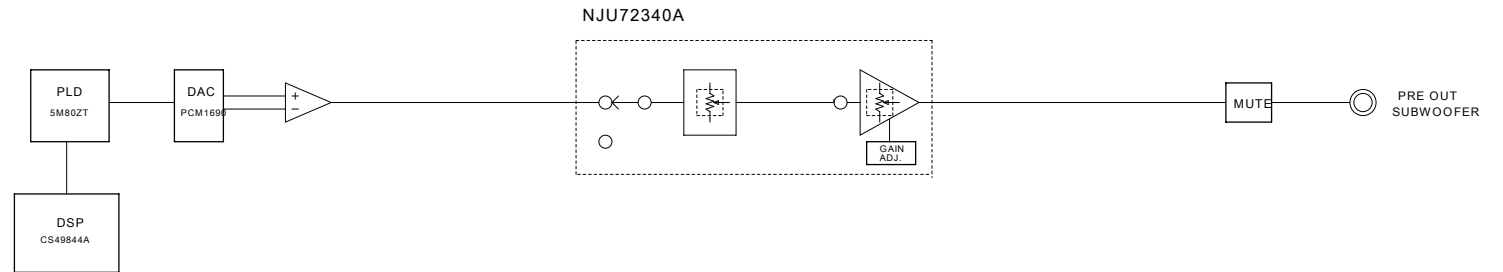 NJU72340A
PLD
5M80ZT
DAC
PCM1690
+
−
GAIN
ADJ.
MUTE
PRE OUT
SUBWOOFER
DSP
CS49844A